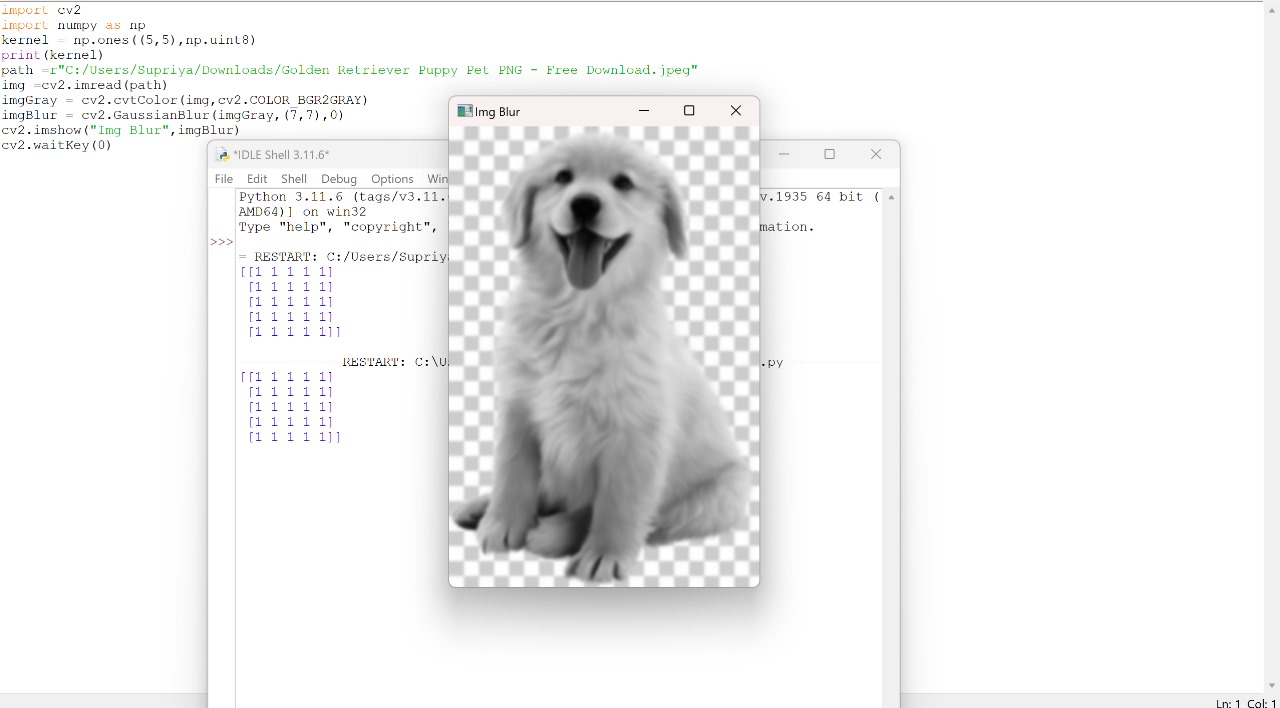 import cv2
import numpy as np
kernel = np.ones((5,5),np.uint8)
print(kernel)
path =r"C:/Users/Supriya/Downloads/Golden Retriever Puppy Pet PNG - Free Download.jpeg"
img =cv2.imread(path)
imgGray = cv2.cvtColor(img,cv2.COLOR_BGR2GRAY)
imgBlur = cv2.GaussianBlur(imgGray,(7,7),0)
cv2.imshow("Img Blur",imgBlur)
cv2.waitKey(0)
Img Blur
*IDLE Shell 3.11.6*
File Edit Shell Debug Options Win
Python 3.11.6 (tags/v3.11. v.1935 64 bit (
AMD64)] on win32
Type "help", "copyright", mation.
>>>
= RESTART: C:/Users/Supriy
[[1 1 1 1 1]
[1 1 1 1 1]
[1 1 1 1 1]
[1 1 1 1 1]
[1 1 1 1 1]]
RESTART: C:\U .py
[[1 1 1 1 1]
[1 1 1 1 1]
[1 1 1 1 1]
[1 1 1 1 1]
[1 1 1 1 1]]
Ln: 1 Col: 1